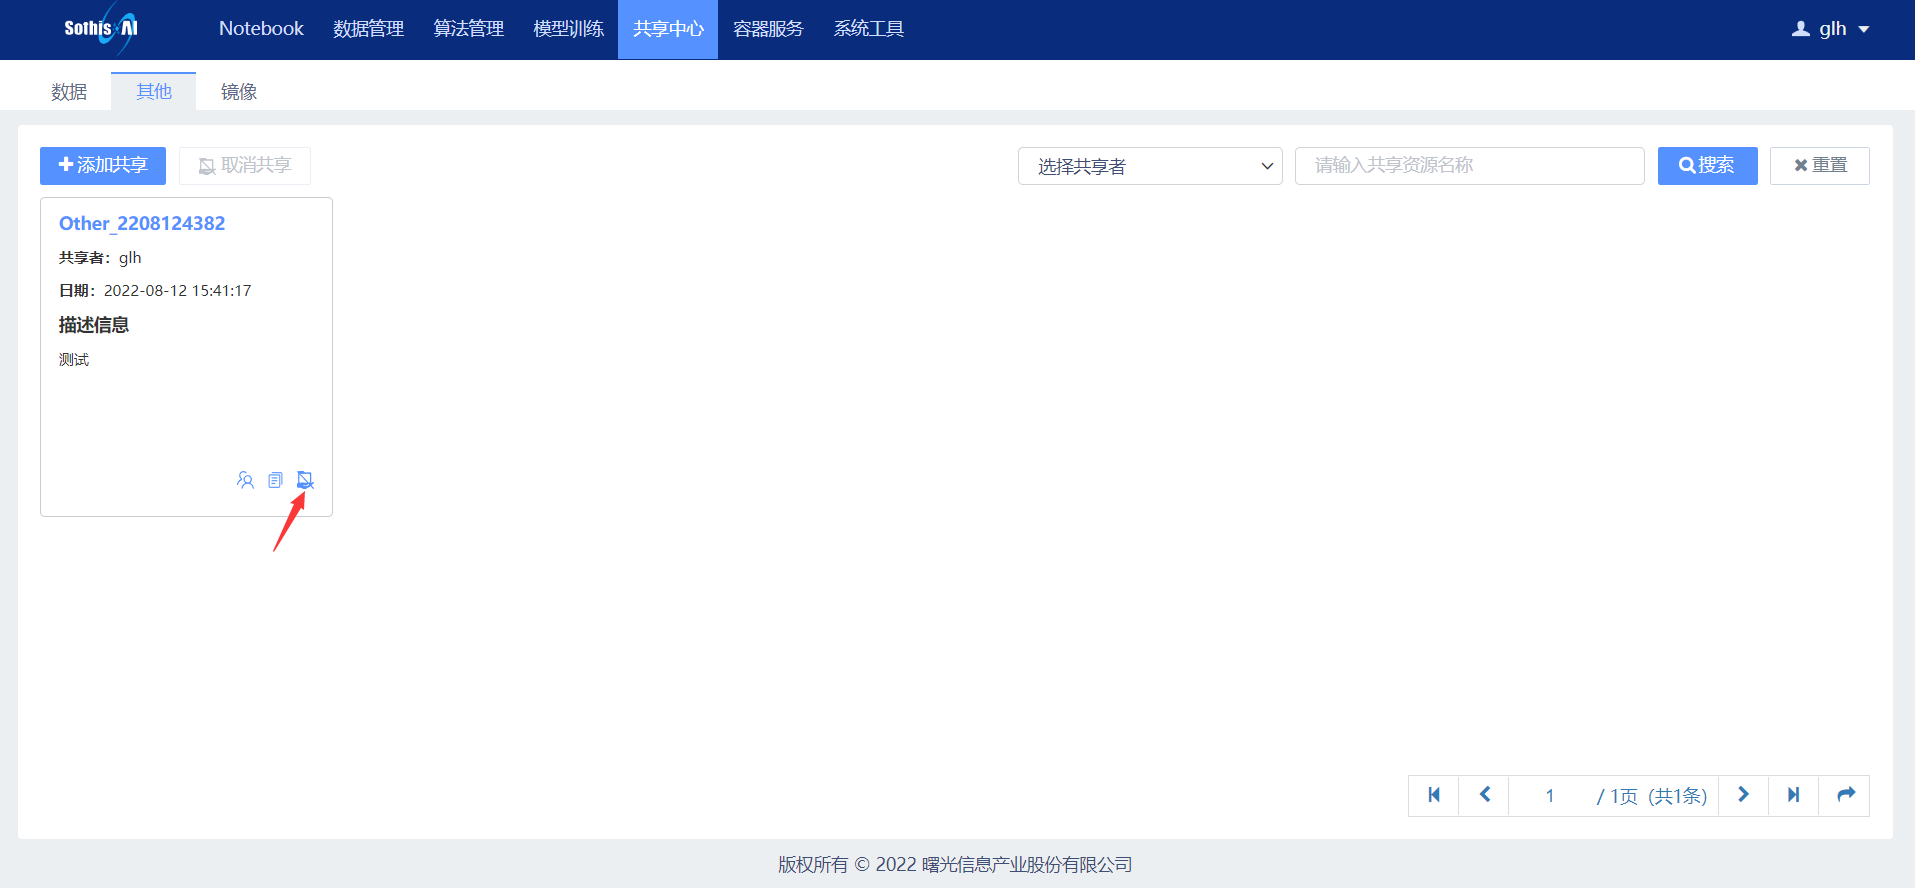 Sothis AI Notebook 数据管理 算法管理 模型训练 共享中心 容器服务 系统工具 glh
数据 其他 镜像
添加共享 取消共享 选择共享者 请输入共享资源名称 搜索 重置
Other_2208124382
共享者：glh
日期：2022-08-12 15:41:17
描述信息
测试
1 / 1页 (共1条)
版权所有 © 2022 曙光信息产业股份有限公司